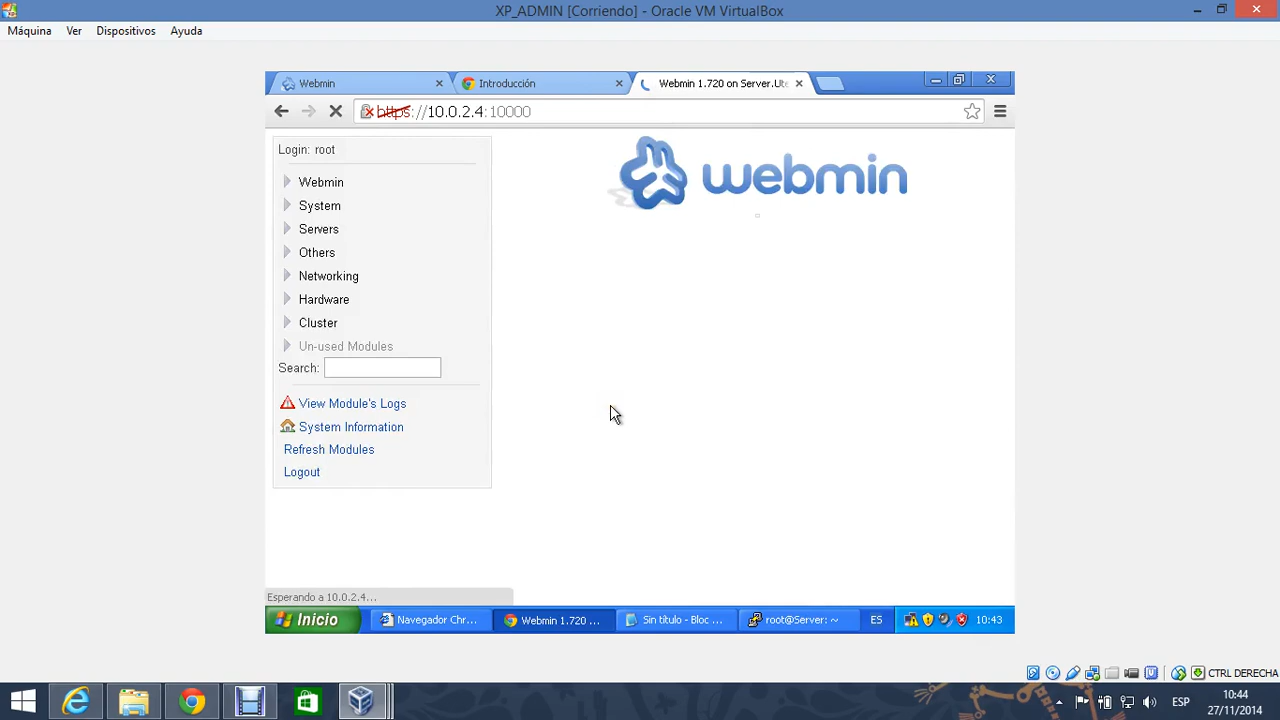 XP_ADMIN [Corriendo] - Oracle VM VirtualBox
Máquina Ver Dispositivos Ayuda
Webmin
Introducción
Webmin 1.720 on Server.Ute
https://10.0.2.4:10000
Login: root
webmin
Webmin
System
Servers
Others
Networking
Hardware
Cluster
Un-used Modules
Search:
View Module's Logs
System Information
Refresh Modules
Logout
Esperando a 10.0.2.4...
Inicio
Navegador Chr...
Webmin 1.720 ...
Sin título - Bloc ...
root@Server: ~
ES
10:43
CTRL DERECHA
ESP
10:44
27/11/2014